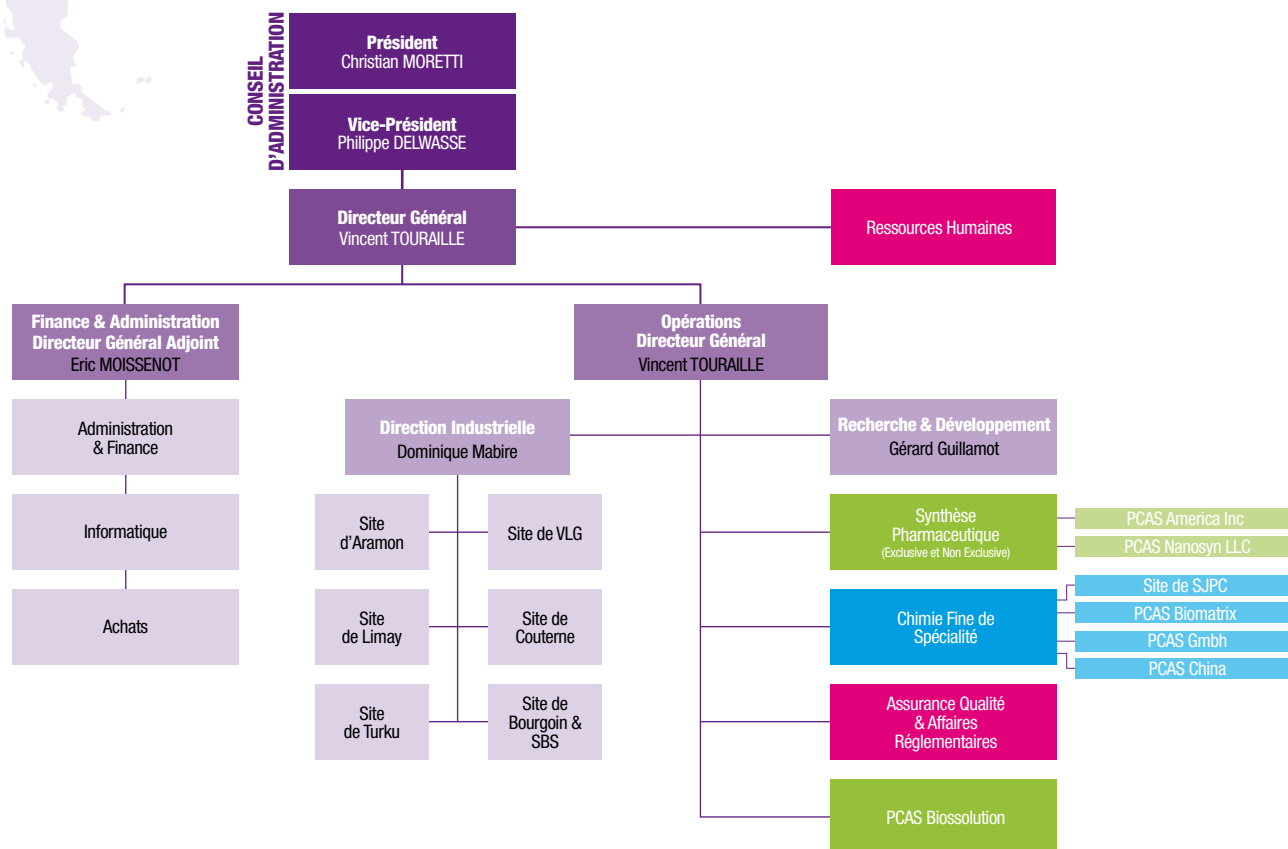 CONSEIL
D'ADMINISTRATION
Président
Christian MORETTI
Vice-Président
Philippe DELWASSE
Directeur Général
Vincent TOURAILLE
Ressources Humaines
Finance & Administration
Directeur Général Adjoint
Eric MOISSENOT
Opérations
Directeur Général
Vincent TOURAILLE
Administration
& Finance
Informatique
Achats
Direction Industrielle
Dominique Mabire
Site
d'Aramon
Site de VLG
Site
de Limay
Site de
Couterne
Site
de Turku
Site de
Bourgoin &
SBS
Recherche & Développement
Gérard Guillamot
Synthèse
Pharmaceutique
(Exclusive et Non Exclusive)
PCAS America Inc
PCAS Nanosyn LLC
Chimie Fine de
Spécialité
Site de SJPC
PCAS Biomatrix
PCAS Gmbh
PCAS China
Assurance Qualité
& Affaires
Réglementaires
PCAS Biossolution